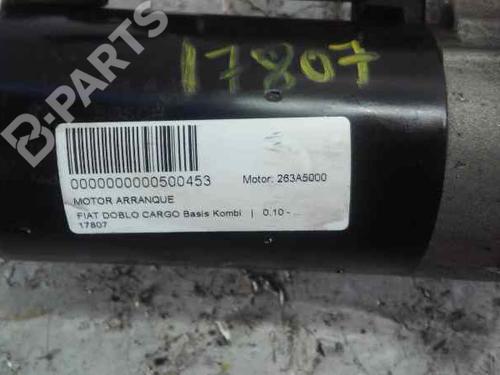 B-PARTS
17807
0000000000500453 Motor: 263A5000
MOTOR ARRANQUE
FIAT DOBLO CARGO Basis Kombi | 0.10 - ...
17807